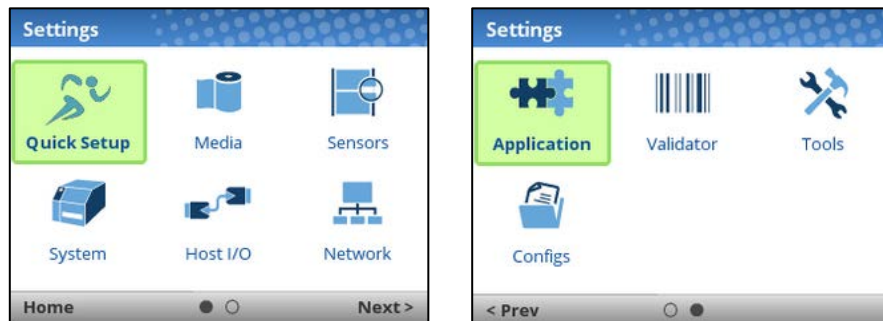 Settings
Quick Setup
Media
Sensors
System
Host I/O
Network
Home
Next >
Settings
Application
Validator
Tools
Configs
< Prev